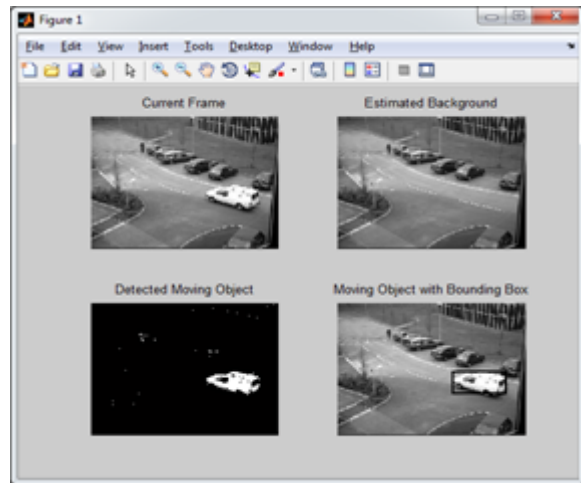 Figure 1
File Edit View Insert Tools Desktop Window Help
Current Frame
Estimated Background
Detected Moving Object
Moving Object with Bounding Box